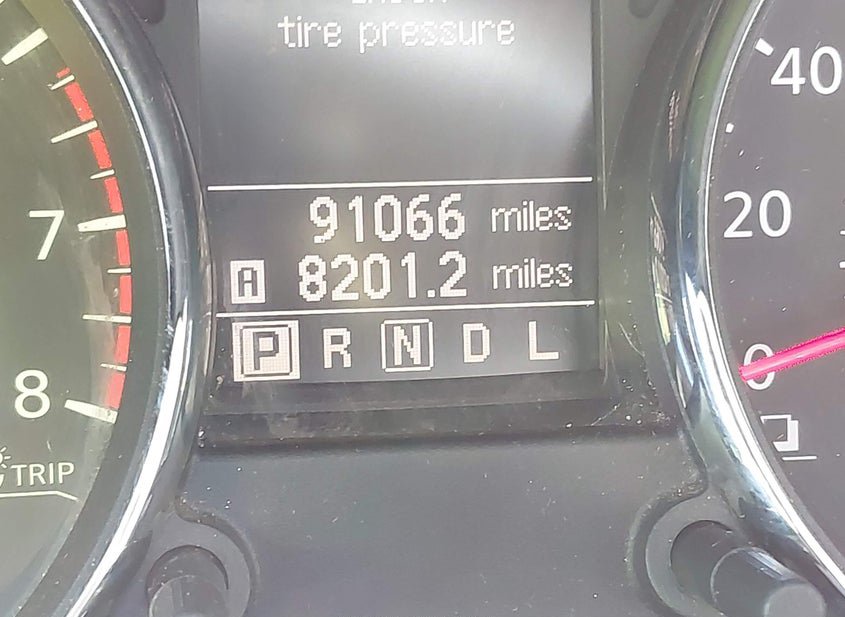 tire pressure
91066 miles
A 8201.2 miles
P R N D L
7
8
TRIP
40
20
0